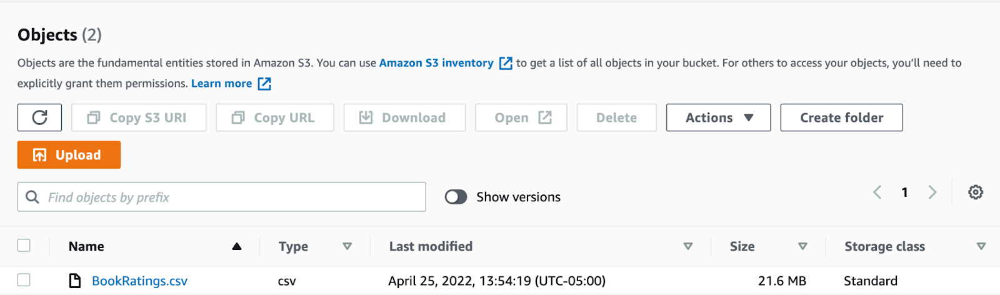 Objects (2)
Objects are the fundamental entities stored in Amazon S3. You can use Amazon S3 inventory to get a list of all objects in your bucket. For others to access your objects, you’ll need to
explicitly grant them permissions. Learn more
Copy S3 URI Copy URL Download Open Delete Actions Create folder
Upload
Find objects by prefix Show versions 1
Name Type Last modified Size Storage class
BookRatings.csv csv April 25, 2022, 13:54:19 (UTC-05:00) 21.6 MB Standard